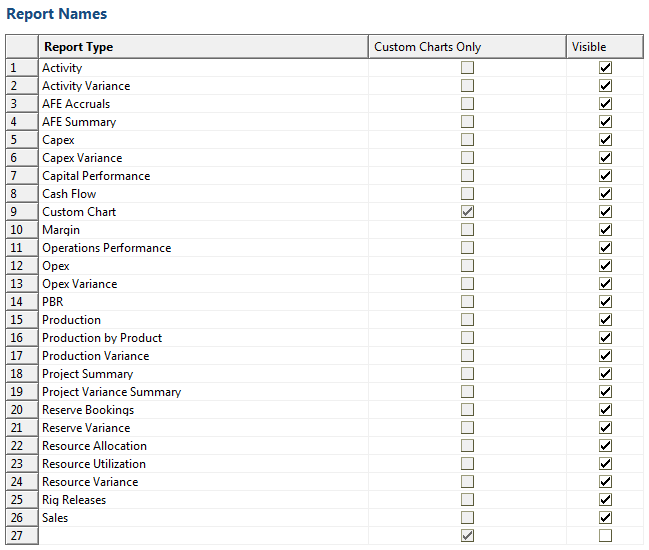 Report Names
Report Type Custom Charts Only Visible
1 Activity
2 Activity Variance
3 AFE Accruals
4 AFE Summary
5 Capex
6 Capex Variance
7 Capital Performance
8 Cash Flow
9 Custom Chart
10 Margin
11 Operations Performance
12 Opex
13 Opex Variance
14 PBR
15 Production
16 Production by Product
17 Production Variance
18 Project Summary
19 Project Variance Summary
20 Reserve Bookings
21 Reserve Variance
22 Resource Allocation
23 Resource Utilization
24 Resource Variance
25 Rig Releases
26 Sales
27